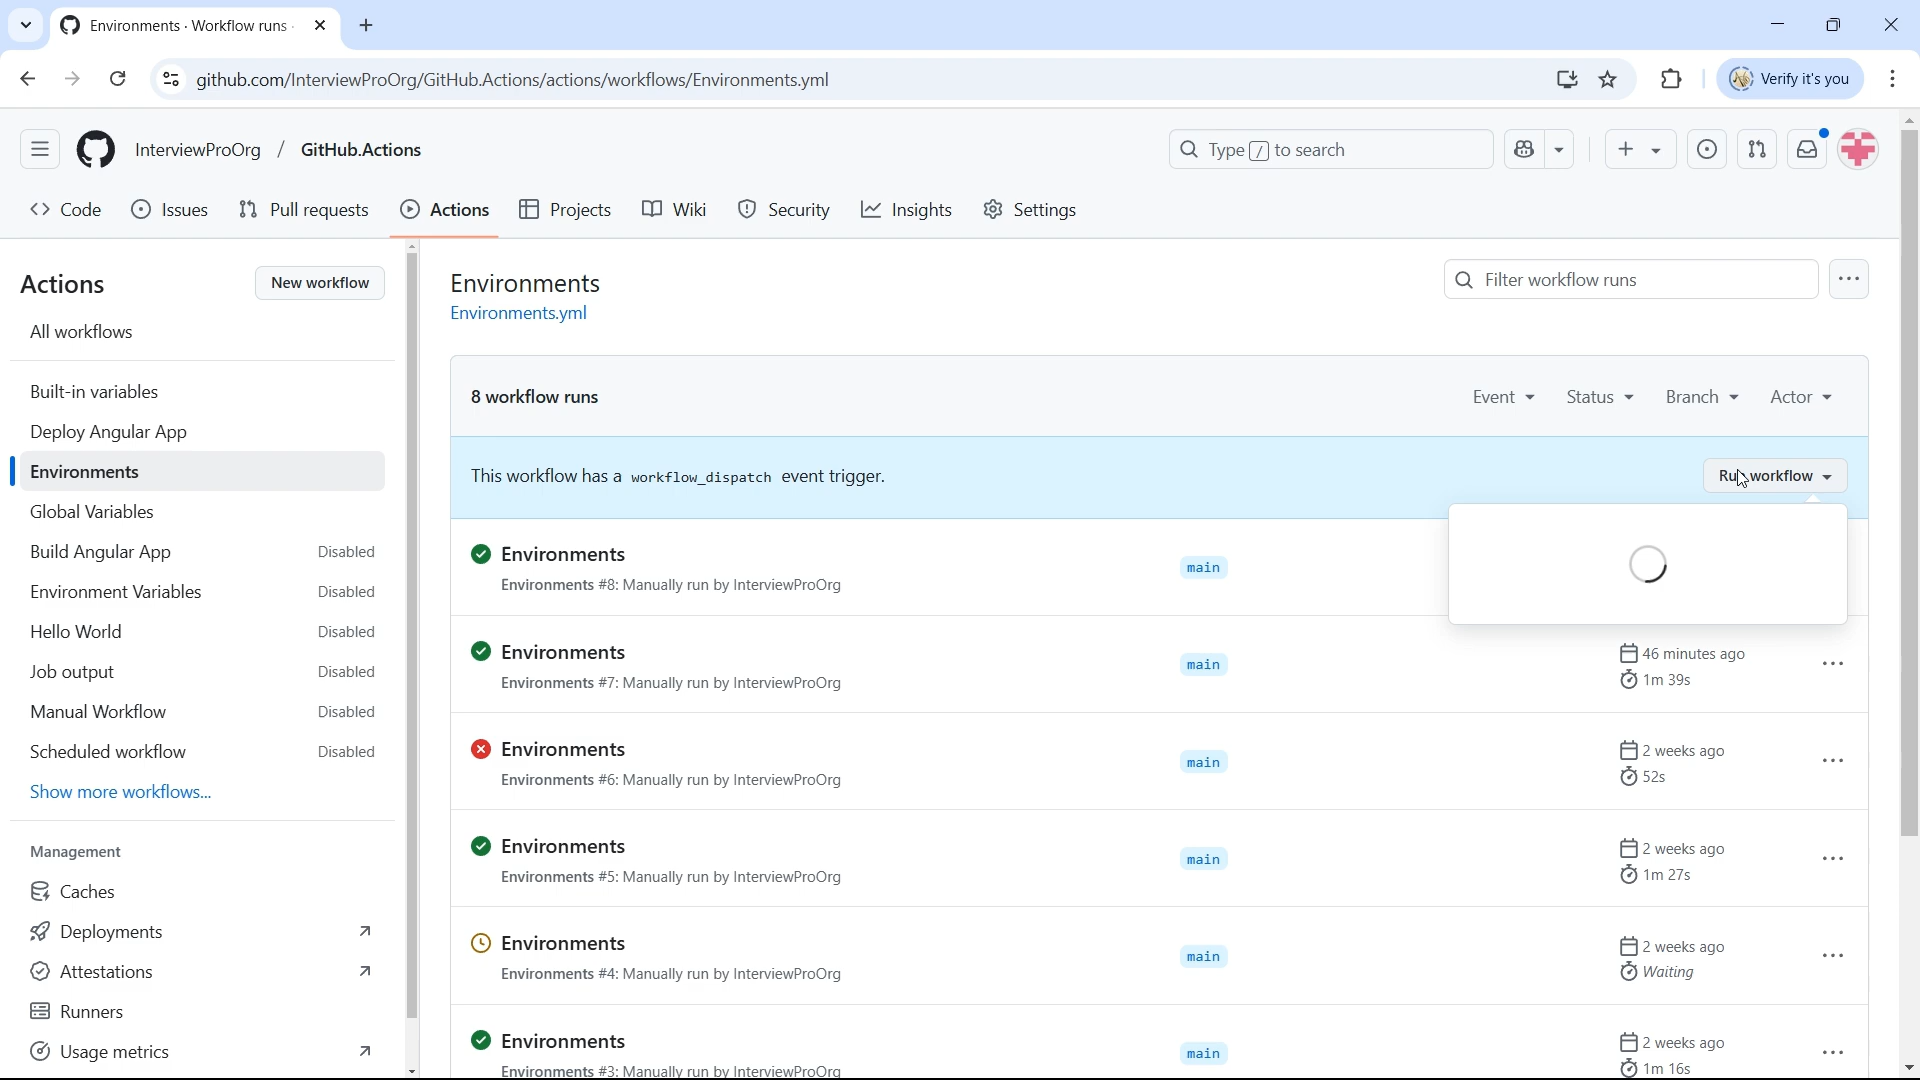 Environments · Workflow runs ·
github.com/InterviewProOrg/GitHub.Actions/actions/workflows/Environments.yml
Verify it's you
InterviewProOrg / GitHub.Actions
Type / to search
Code
Issues
Pull requests
Actions
Projects
Wiki
Security
Insights
Settings
Actions
New workflow
All workflows
Built-in variables
Deploy Angular App
Environments
Global Variables
Build Angular App Disabled
Environment Variables Disabled
Hello World Disabled
Job output Disabled
Manual Workflow Disabled
Scheduled workflow Disabled
Show more workflows...
Management
Caches
Deployments
Attestations
Runners
Usage metrics
Environments
Environments.yml
Filter workflow runs
8 workflow runs
Event Status Branch Actor
This workflow has a workflow_dispatch event trigger.
Run workflow
Environments
Environments #8: Manually run by InterviewProOrg
main
Environments
Environments #7: Manually run by InterviewProOrg
main
46 minutes ago
1m 39s
Environments
Environments #6: Manually run by InterviewProOrg
main
2 weeks ago
52s
Environments
Environments #5: Manually run by InterviewProOrg
main
2 weeks ago
1m 27s
Environments
Environments #4: Manually run by InterviewProOrg
main
2 weeks ago
Waiting
Environments
Environments #3: Manually run by InterviewProOrg
main
2 weeks ago
1m 16s